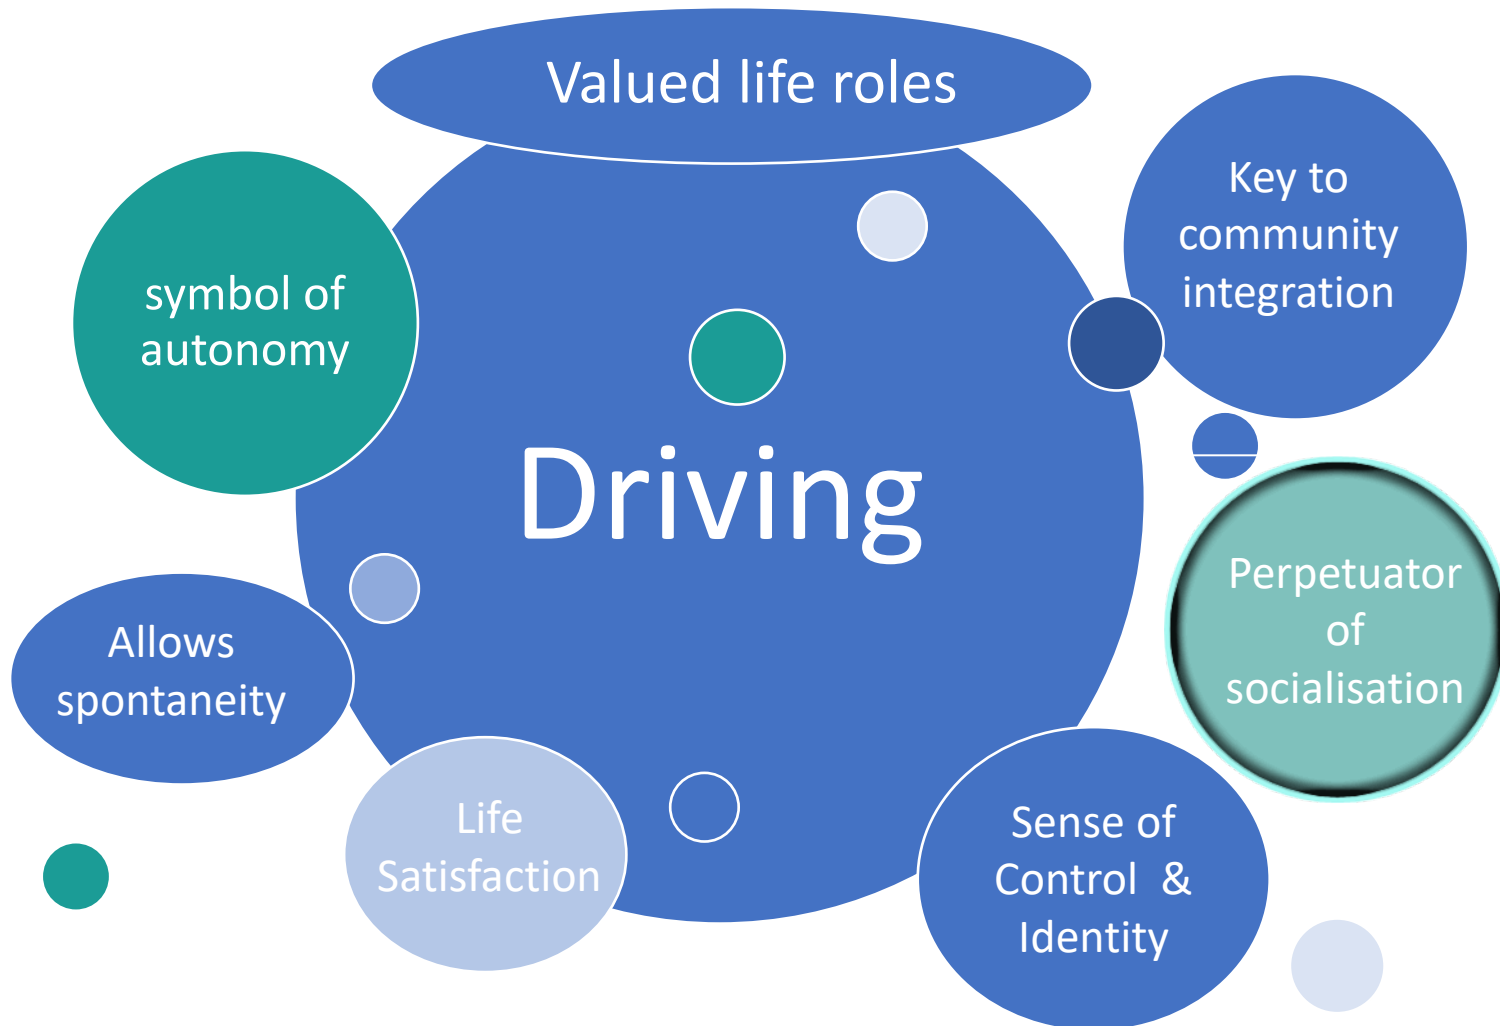 Valued life roles
Key to
community
integration
symbol of
autonomy
Driving
Perpetuator
of
socialisation
Allows
spontaneity
Life
Satisfaction
Sense of
Control  &
Identity